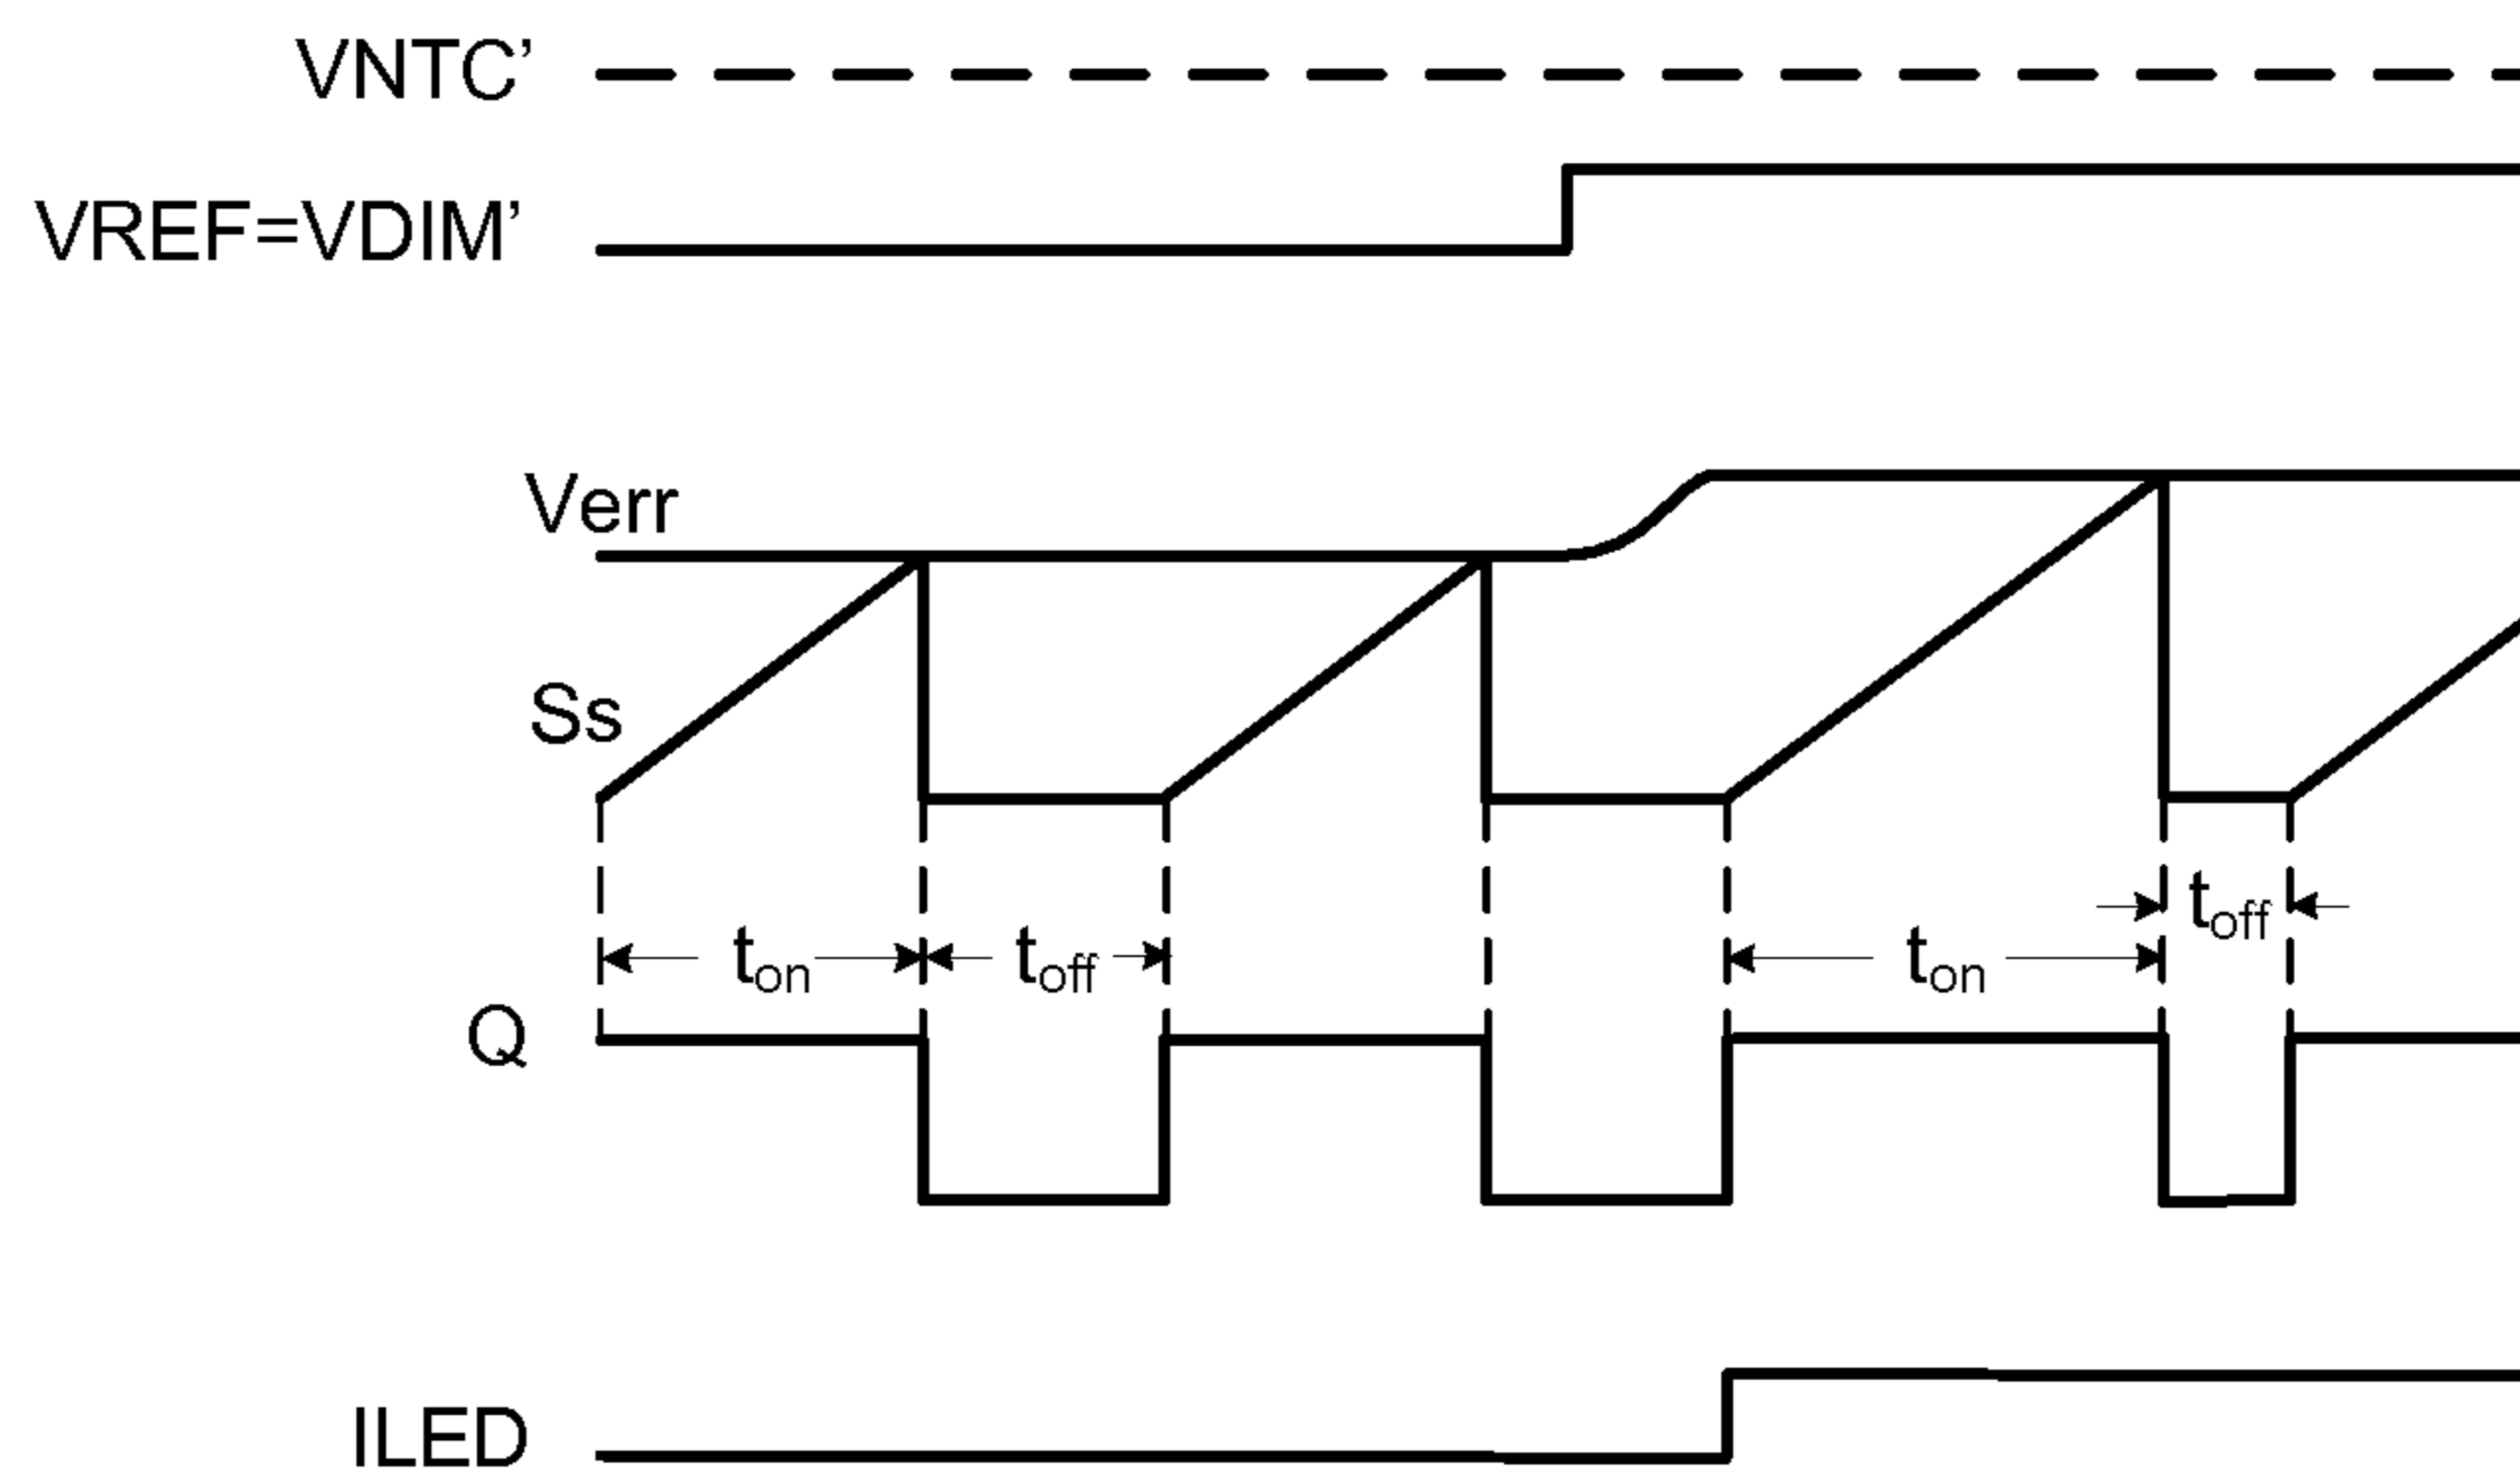 VNTC’
VREF=VDIM’
Verr
Ss
toff
ton toff ton
Q
ILED